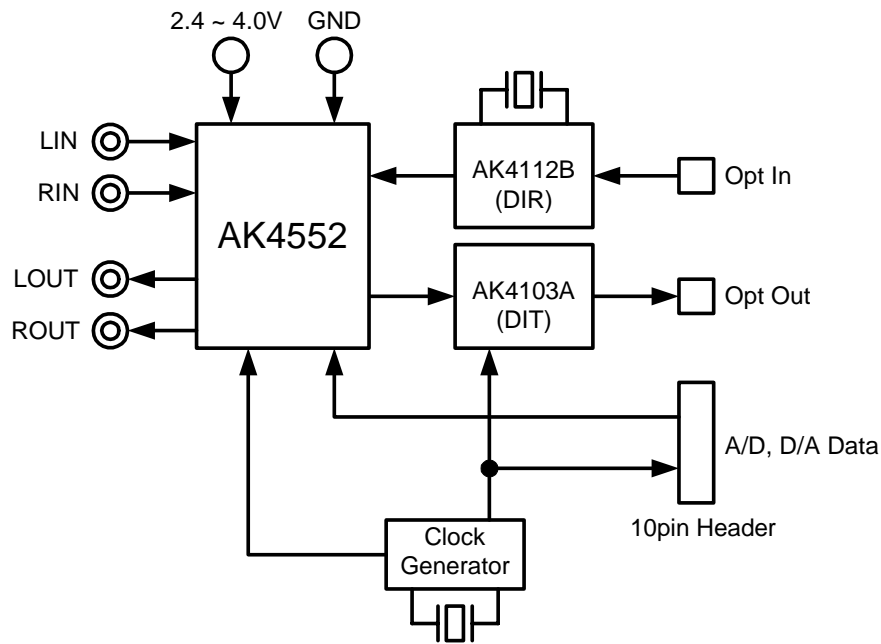 2.4 ~ 4.0V
GND
LIN
RIN
LOUT
ROUT
AK4552
AK4112B
(DIR)
Opt In
AK4103A
(DIT)
Opt Out
A/D, D/A Data
10pin Header
Clock
Generator